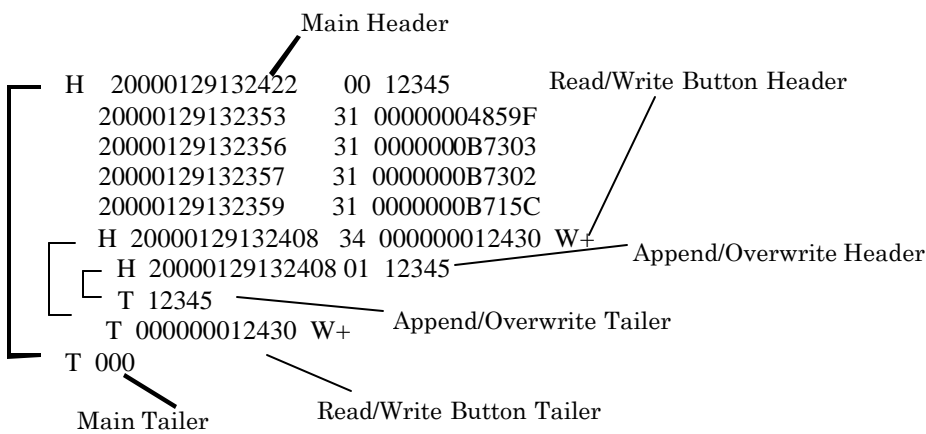 Main Header
H 20000129132422 00 12345
Read/Write Button Header
20000129132353 31 00000004859F
20000129132356 31 0000000B7303
20000129132357 31 0000000B7302
20000129132359 31 0000000B715C
H 20000129132408 34 000000012430 W+
Append/Overwrite Header
H 20000129132408 01 12345
T 12345
Append/Overwrite Tailer
T 000000012430 W+
T 000
Main Tailer
Read/Write Button Tailer